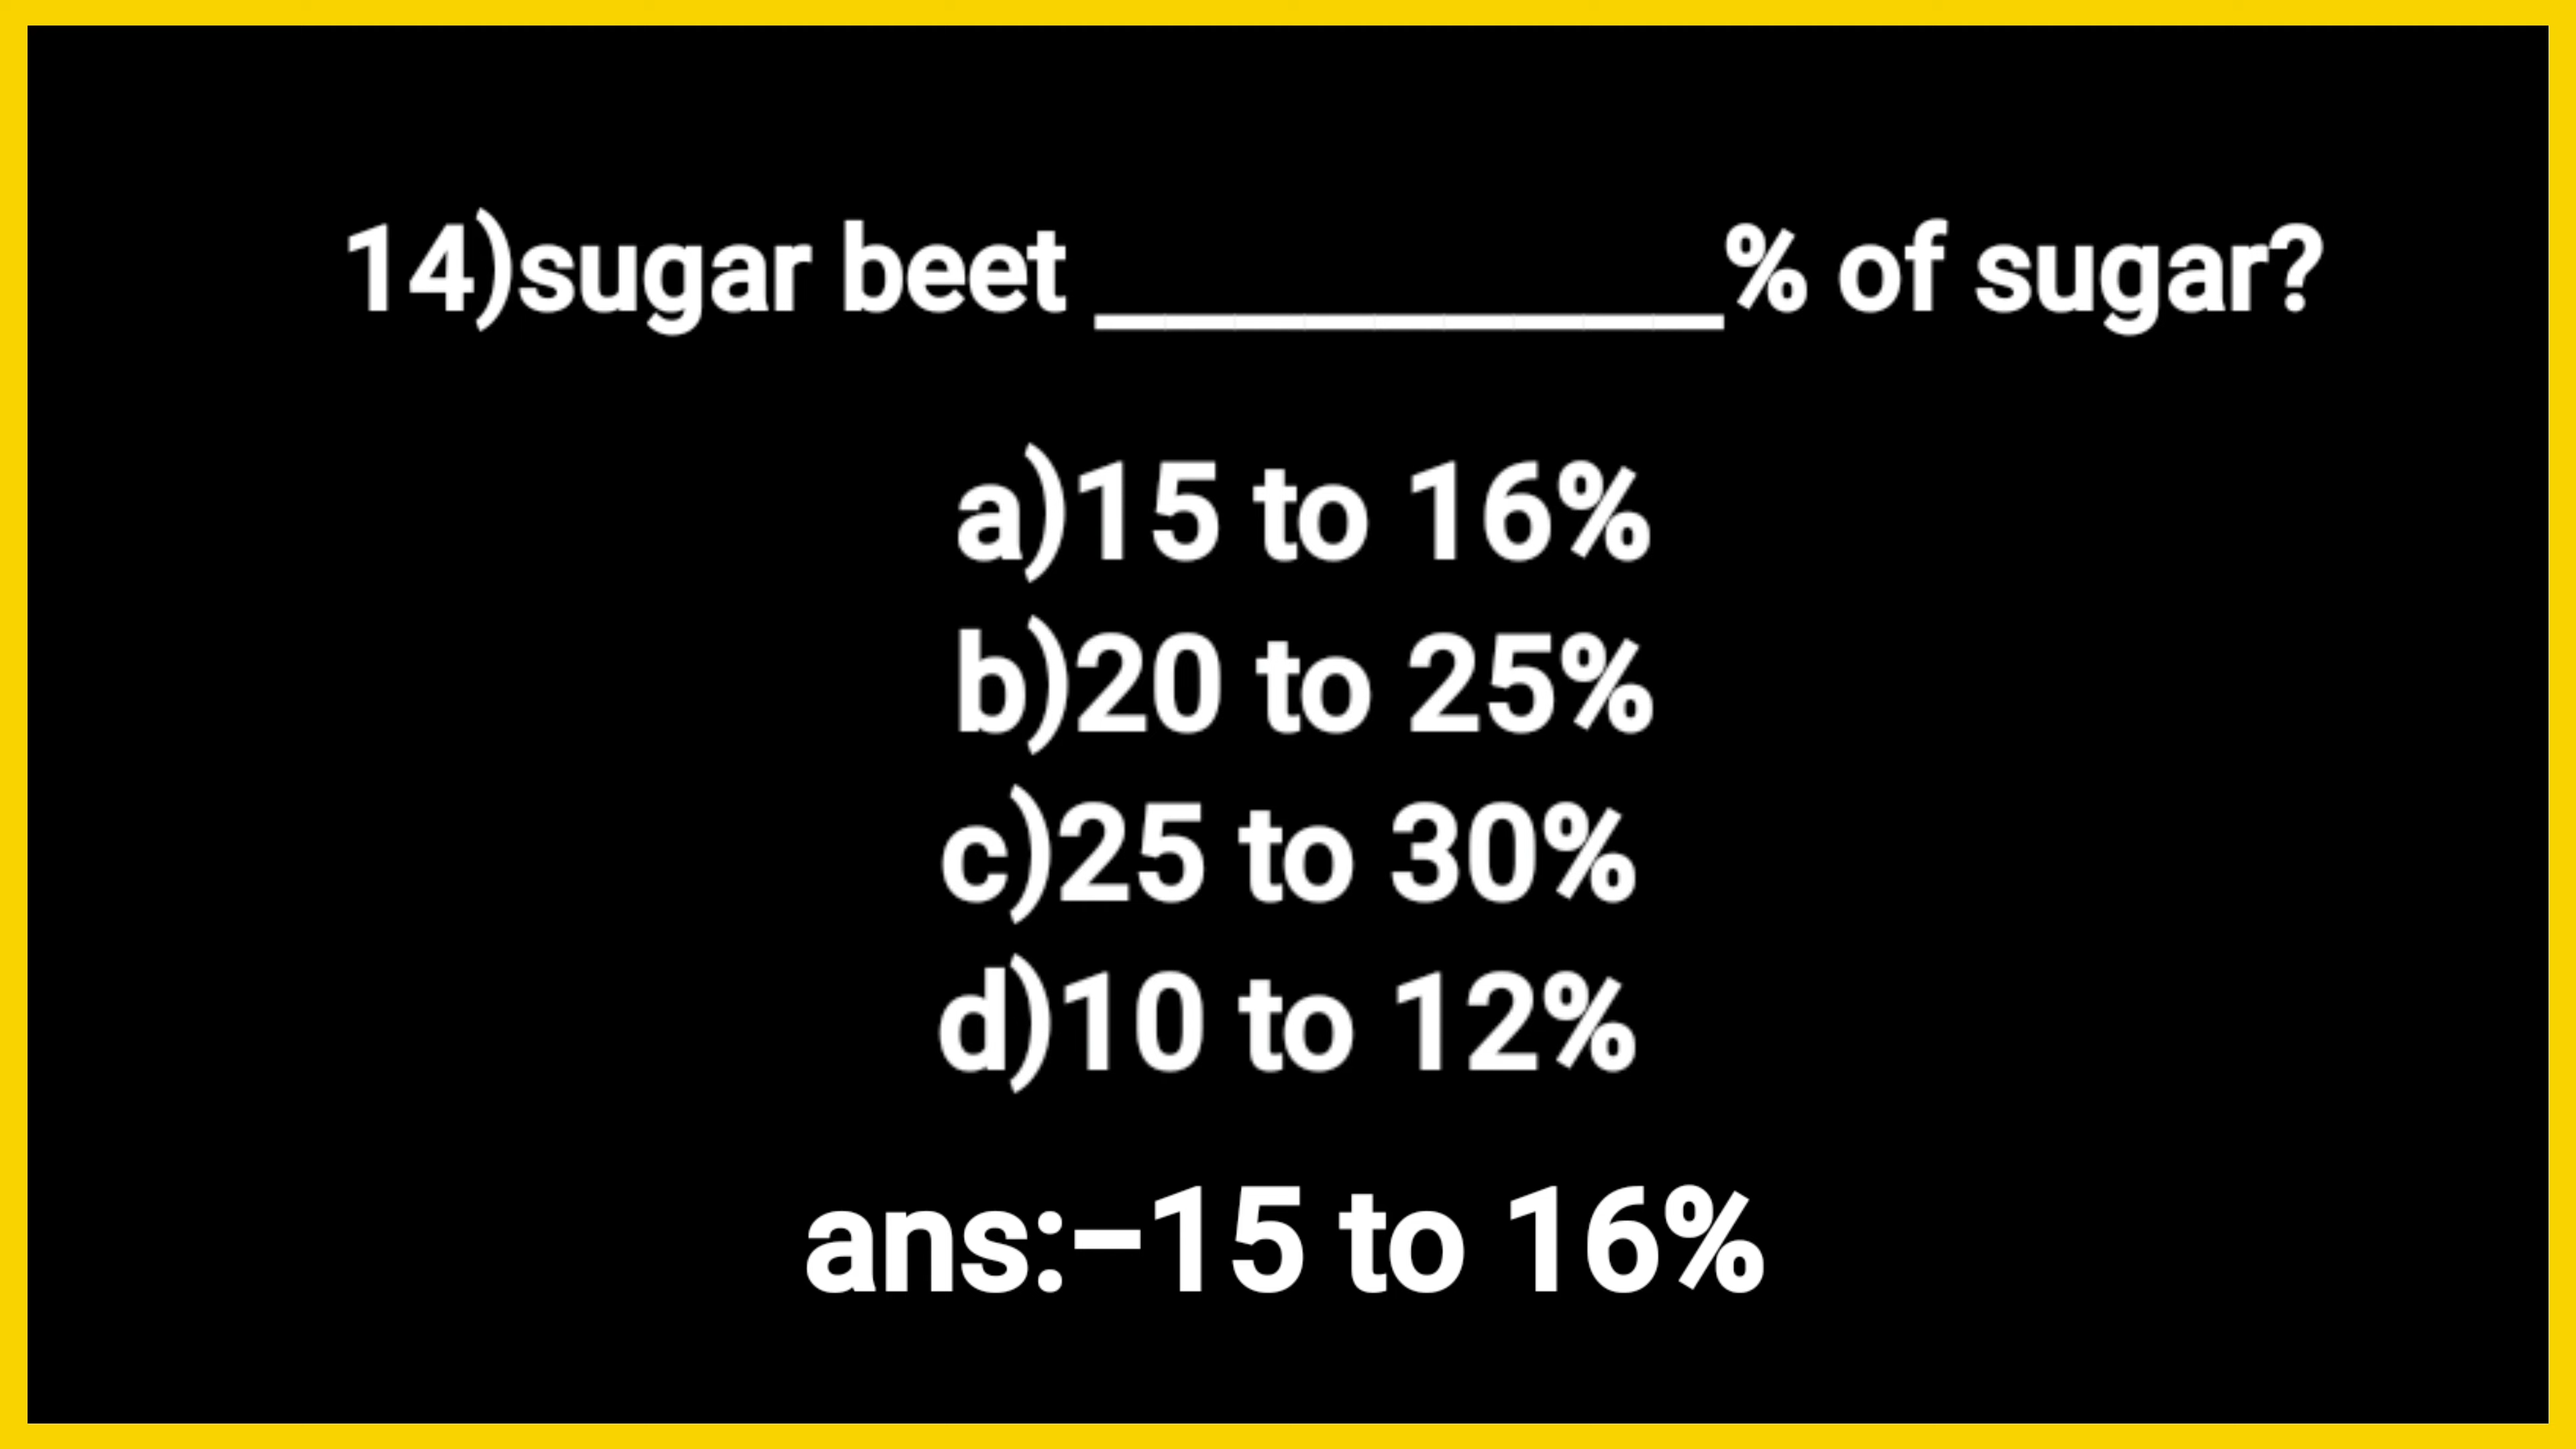 14)sugar beet _________% of sugar?
a)15 to 16%
b)20 to 25%
c)25 to 30%
d)10 to 12%
ans:–15 to 16%